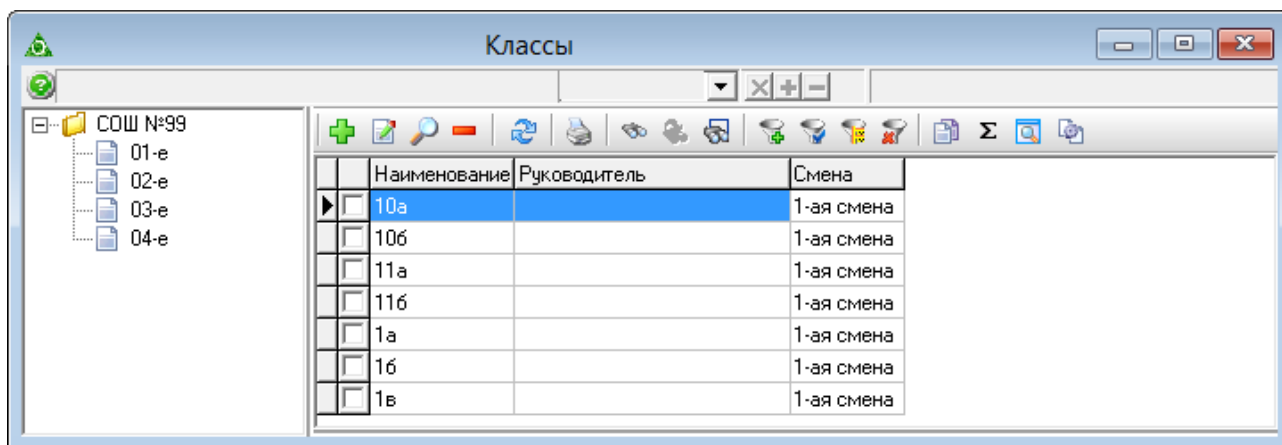 Классы
СОШ №99
01-е
02-е
03-е
04-е
Наименование Руководитель Смена
10а 1-ая смена
10б 1-ая смена
11а 1-ая смена
11б 1-ая смена
1а 1-ая смена
1б 1-ая смена
1в 1-ая смена